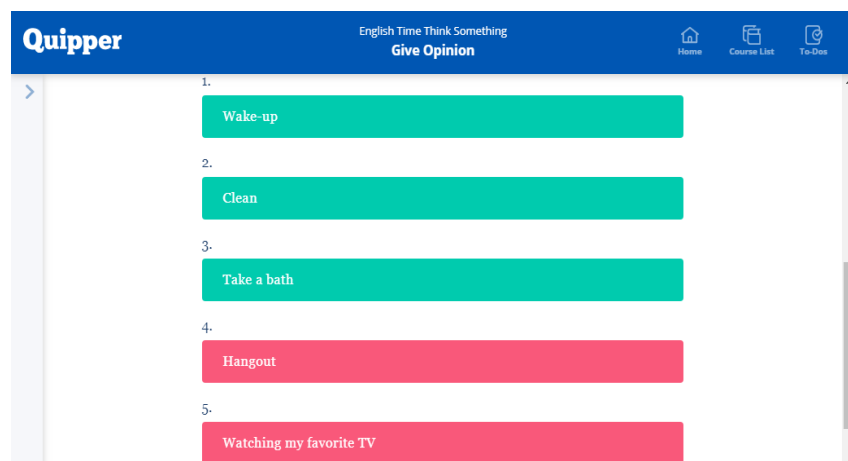 Quipper
English Time Think Something
Give Opinion
Home
Course List
To-Dos
1.
Wake-up
2.
Clean
3.
Take a bath
4.
Hangout
5.
Watching my favorite TV